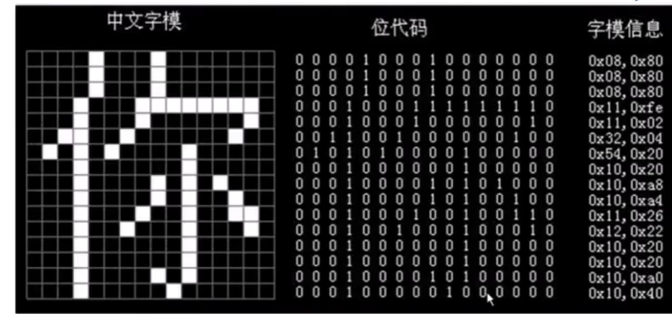 中文字模 位代码 字模信息
0 0 0 0 1 0 0 0 1 0 0 0 0 0 0 0 0x08,0x80
0 0 0 0 1 0 0 0 1 0 0 0 0 0 0 0 0x08,0x80
0 0 0 0 1 0 0 0 1 0 0 0 0 0 0 0 0x08,0x80
0 0 0 1 0 0 0 1 1 1 1 1 1 1 1 0 0x11,0xfe
0 0 0 1 0 0 0 1 0 0 0 0 0 0 1 0 0x11,0x02
0 0 1 1 0 0 1 0 0 0 0 0 0 1 0 0 0x32,0x04
0 1 0 1 0 1 0 0 0 0 1 0 0 0 0 0 0x54,0x20
0 0 0 1 0 0 0 0 0 0 1 0 0 0 0 0 0x10,0x20
0 0 0 1 0 0 0 0 1 0 1 0 1 0 0 0 0x10,0xa8
0 0 0 1 0 0 0 0 1 0 1 0 0 1 0 0 0x10,0xa4
0 0 0 1 0 0 0 1 0 0 1 0 0 1 1 0 0x11,0x26
0 0 0 1 0 0 1 0 0 0 1 0 0 0 1 0 0x12,0x22
0 0 0 1 0 0 0 0 0 0 1 0 0 0 0 0 0x10,0x20
0 0 0 1 0 0 0 0 0 0 1 0 0 0 0 0 0x10,0x20
0 0 0 1 0 0 0 0 1 0 1 0 0 0 0 0 0x10,0xa0
0 0 0 1 0 0 0 0 0 1 0 0 0 0 0 0 0x10,0x40